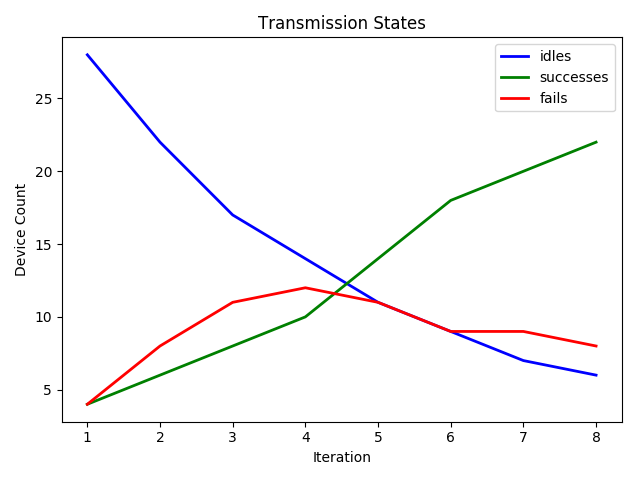 Transmission States
idles
successes
fails
Device Count
25
20
15
10
5
1 2 3 4 5 6 7 8
Iteration